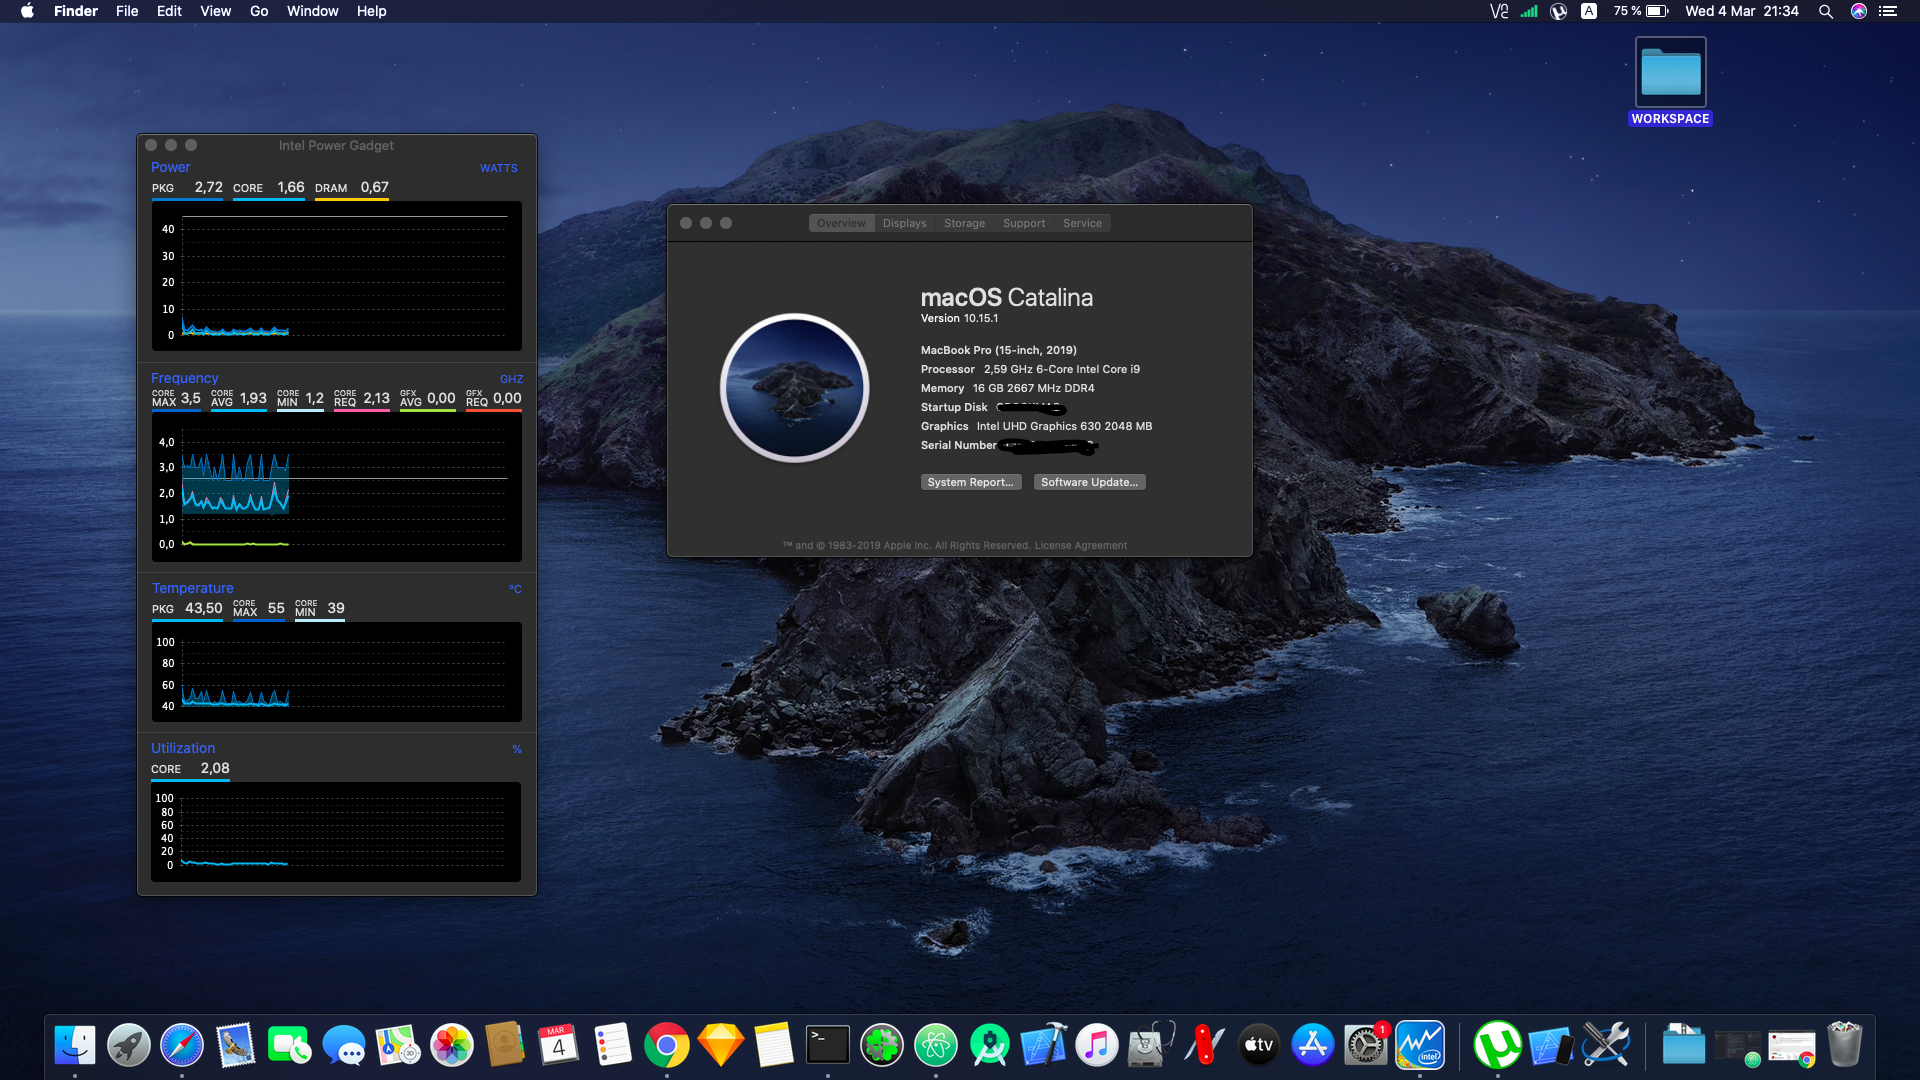 Finder File Edit View Go Window Help
A 75 % Wed 4 Mar 21:34
WORKSPACE
Intel Power Gadget
Power WATTS
PKG 2,72 CORE 1,66 DRAM 0,67
40
30
20
10
0
Frequency GHZ
CORE MAX 3,5 CORE AVG 1,93 CORE MIN 1,2 CORE REQ 2,13 GFX AVG 0,00 GFX REQ 0,00
4,0
3,0
2,0
1,0
0,0
Temperature °C
PKG 43,50 CORE MAX 55 CORE MIN 39
100
80
60
40
Utilization %
CORE 2,08
100
80
60
40
20
0
Overview Displays Storage Support Service
macOS Catalina
Version 10.15.1
MacBook Pro (15-inch, 2019)
Processor 2,59 GHz 6-Core Intel Core i9
Memory 16 GB 2667 MHz DDR4
Startup Disk
Graphics Intel UHD Graphics 630 2048 MB
Serial Number
System Report... Software Update...
™ and © 1983-2019 Apple Inc. All Rights Reserved. License Agreement
MAR
4
3D
>_
tv
1
intel